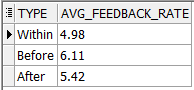 TYPE AVG_FEEDBACK_RATE
Within 4.98
Before 6.11
After 5.42